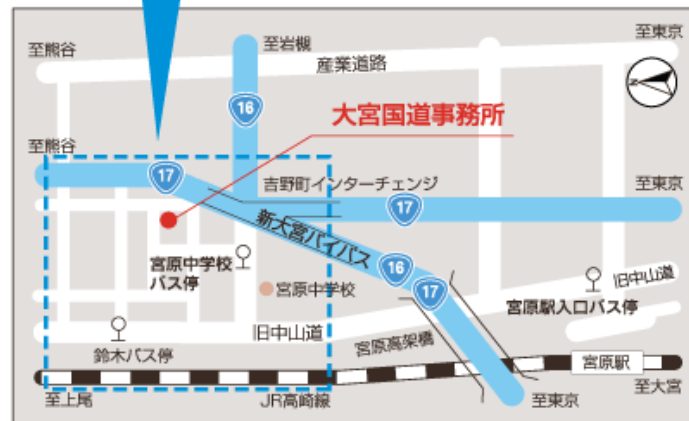 至熊谷
至岩槻
至東京
産業道路
N
16
大宮国道事務所
至熊谷
17
吉野町インターチェンジ
至東京
17
新大宮バイパス
宮原中学校
バス停
16
17
宮原中学校
旧中山道
宮原駅入口バス停
旧中山道
鈴木バス停
宮原高架橋
宮原駅
至上尾
JR高崎線
至東京
至大宮